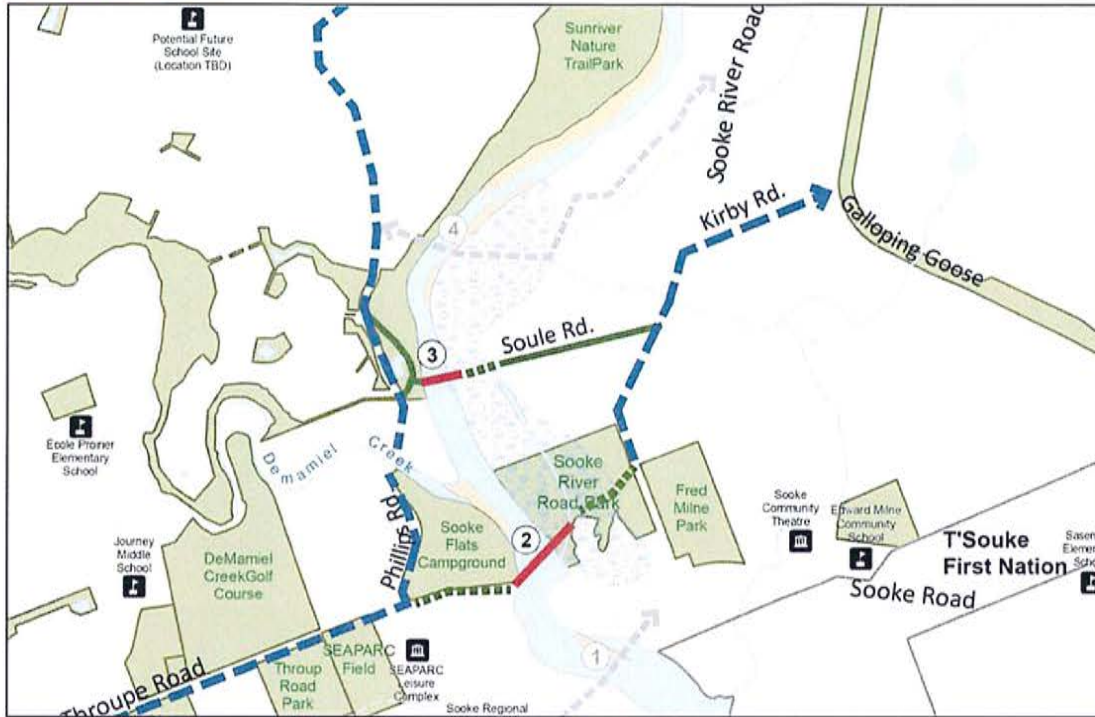 Potential Future
School Site
(Location TBD)
Sunriver
Nature
TrailPark
Sooke River Road
4
Kirby Rd.
Galloping Goose
3
Soule Rd.
École Proiner
Elementary
School
Demamiel
Creek
Phillips Rd.
Sooke
River
Road Park
Fred
Milne
Park
Sooke
Community
Theatre
Edward Milne
Community
School
T'Souke
First Nation
Sooke Road
Journey
Middle
School
DeMamiel
CreekGolf
Course
Sooke
Flats
Campground
2
1
Throupe Road
Throup
Road
Park
SEAPARC
Field
SEAPARC
Leisure
Complex
Sooke Regional